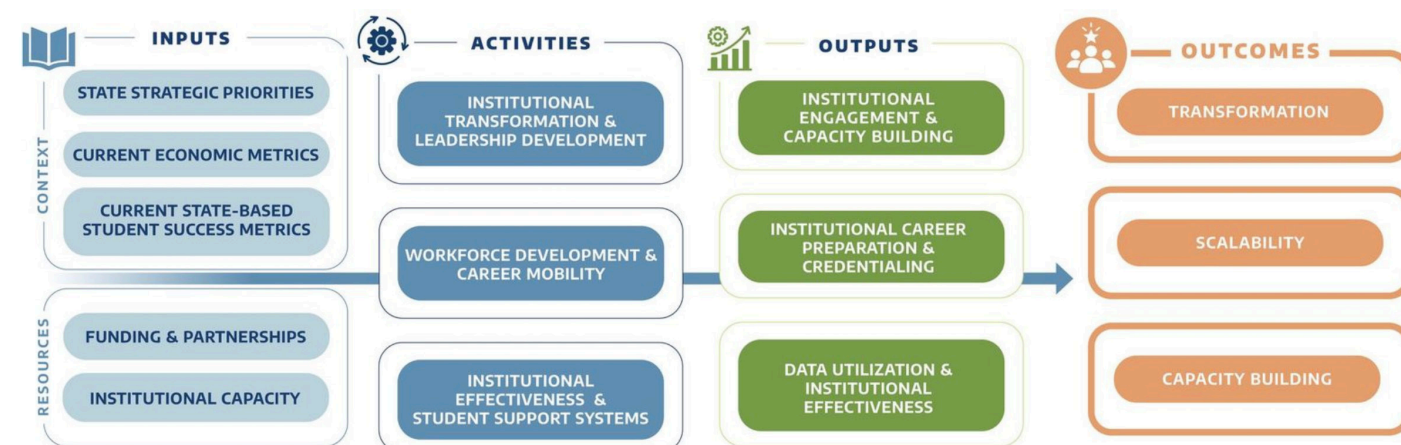 INPUTS
CONTEXT
STATE STRATEGIC PRIORITIES
CURRENT ECONOMIC METRICS
CURRENT STATE-BASED
STUDENT SUCCESS METRICS
RESOURCES
FUNDING & PARTNERSHIPS
INSTITUTIONAL CAPACITY
ACTIVITIES
INSTITUTIONAL
TRANSFORMATION &
LEADERSHIP DEVELOPMENT
WORKFORCE DEVELOPMENT &
CAREER MOBILITY
INSTITUTIONAL
EFFECTIVENESS &
STUDENT SUPPORT SYSTEMS
OUTPUTS
INSTITUTIONAL
ENGAGEMENT &
CAPACITY BUILDING
INSTITUTIONAL CAREER
PREPARATION &
CREDENTIALING
DATA UTILIZATION &
INSTITUTIONAL
EFFECTIVENESS
OUTCOMES
TRANSFORMATION
SCALABILITY
CAPACITY BUILDING